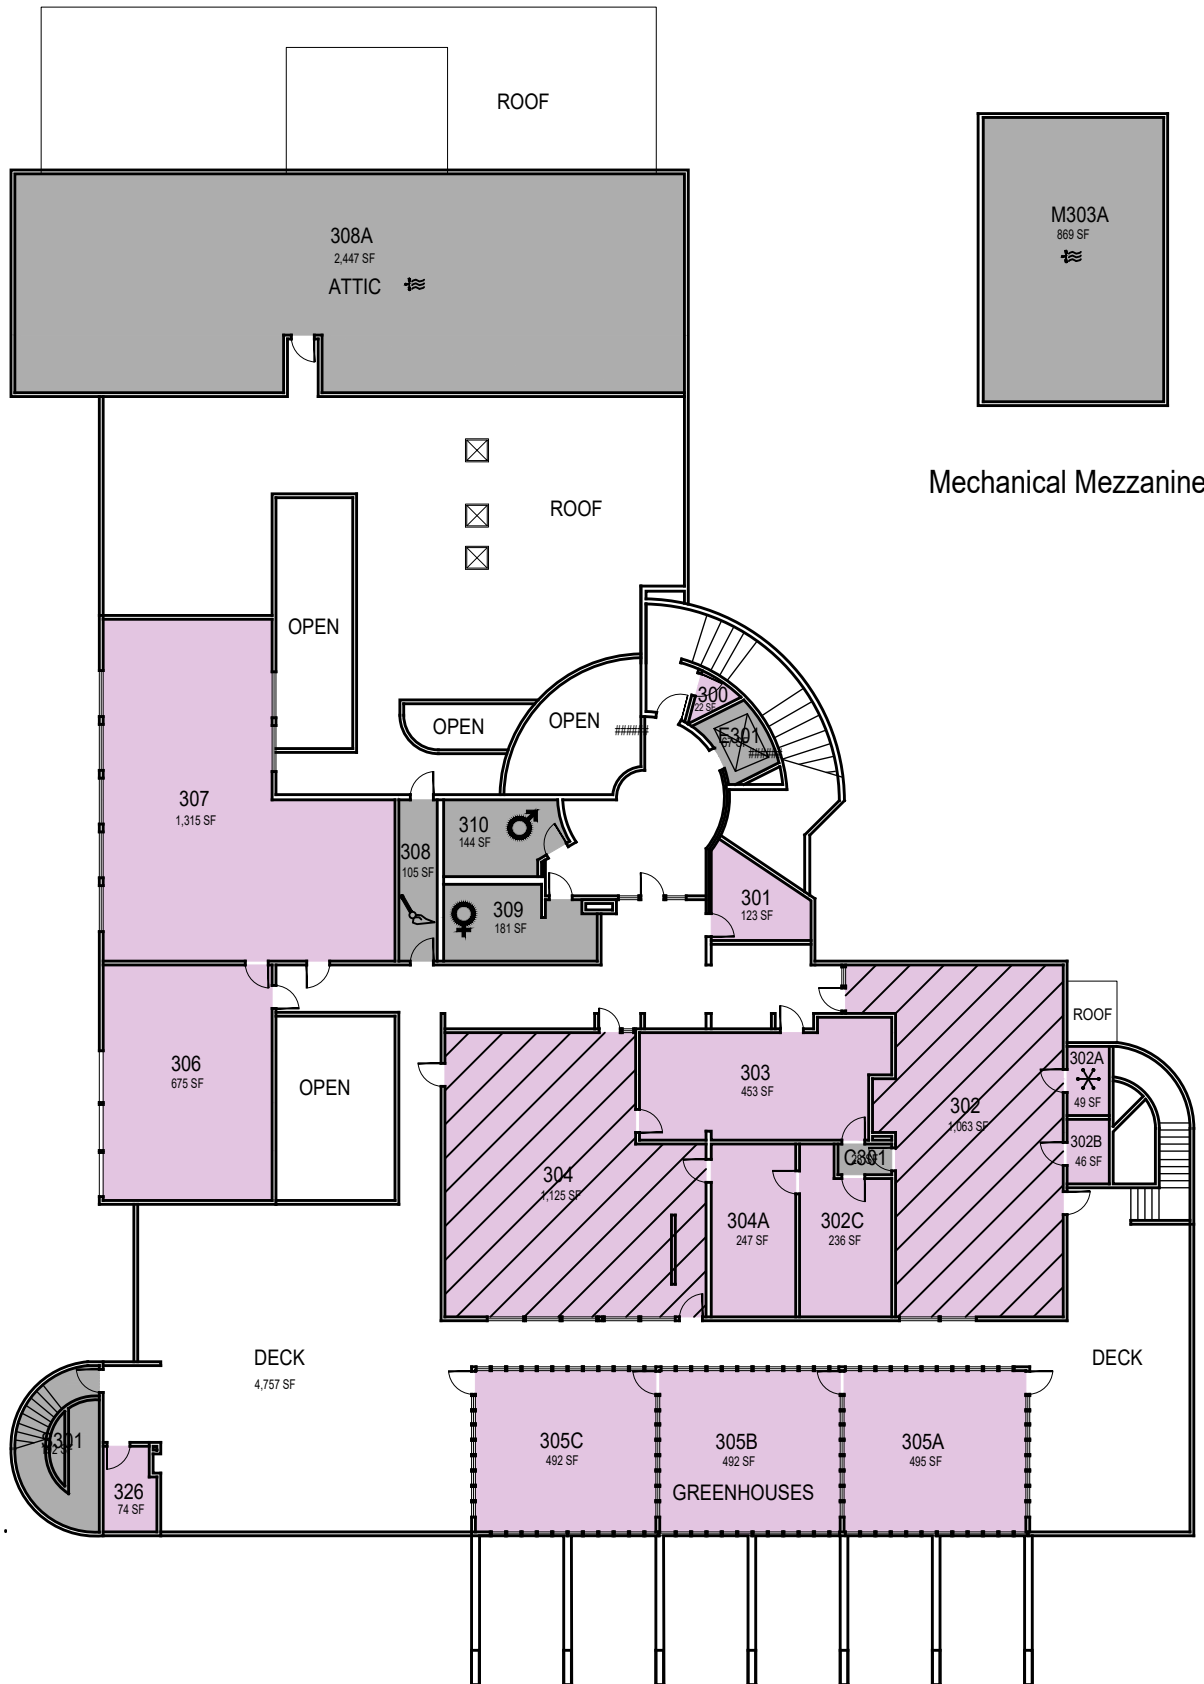 ROOF
M303A
869 SF
308A
2,447 SF
ATTIC
Mechanical Mezzanine
ROOF
OPEN
300
22 SF
OPEN
OPEN
######
E301
######
307
1,315 SF
310
144 SF
308
105 SF
309
181 SF
301
123 SF
ROOF
306
675 SF
OPEN
303
453 SF
302A
49 SF
302
1,063 SF
302B
46 SF
C301
304
1,125 SF
304A
247 SF
302C
236 SF
DECK
4,757 SF
DECK
305C
492 SF
305B
492 SF
305A
495 SF
GREENHOUSES
326
74 SF